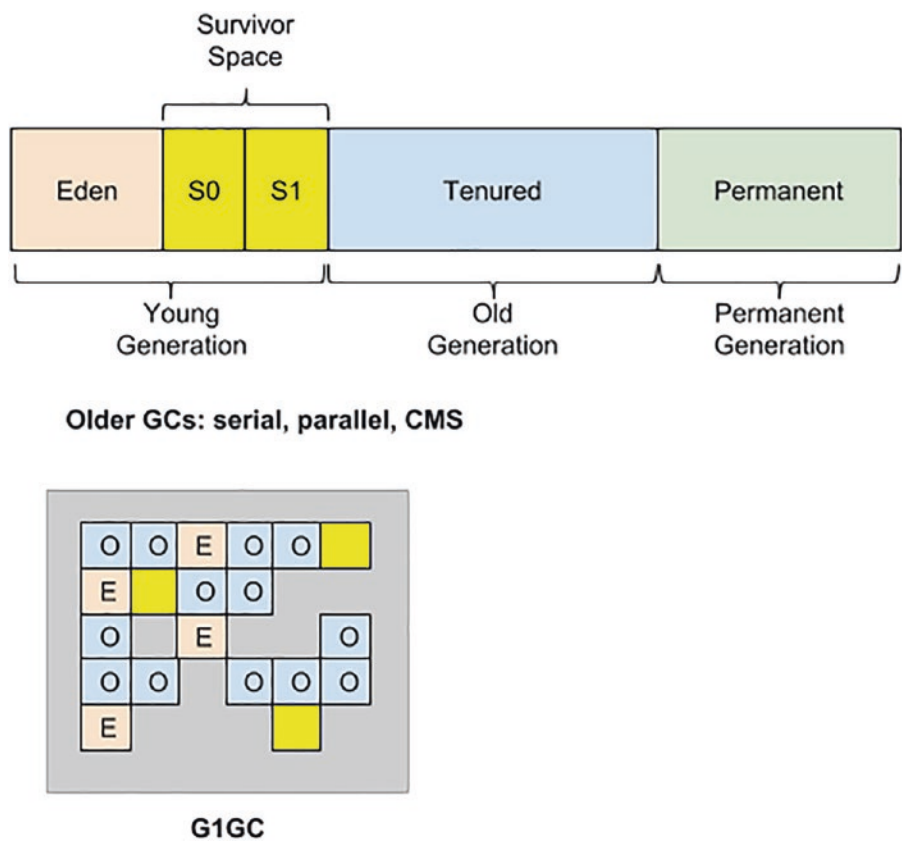 Survivor
Space
Eden S0 S1 Tenured Permanent
Young
Generation
Old
Generation
Permanent
Generation
Older GCs: serial, parallel, CMS
O O E O O
E O O
O E O
O O O O O
E
G1GC